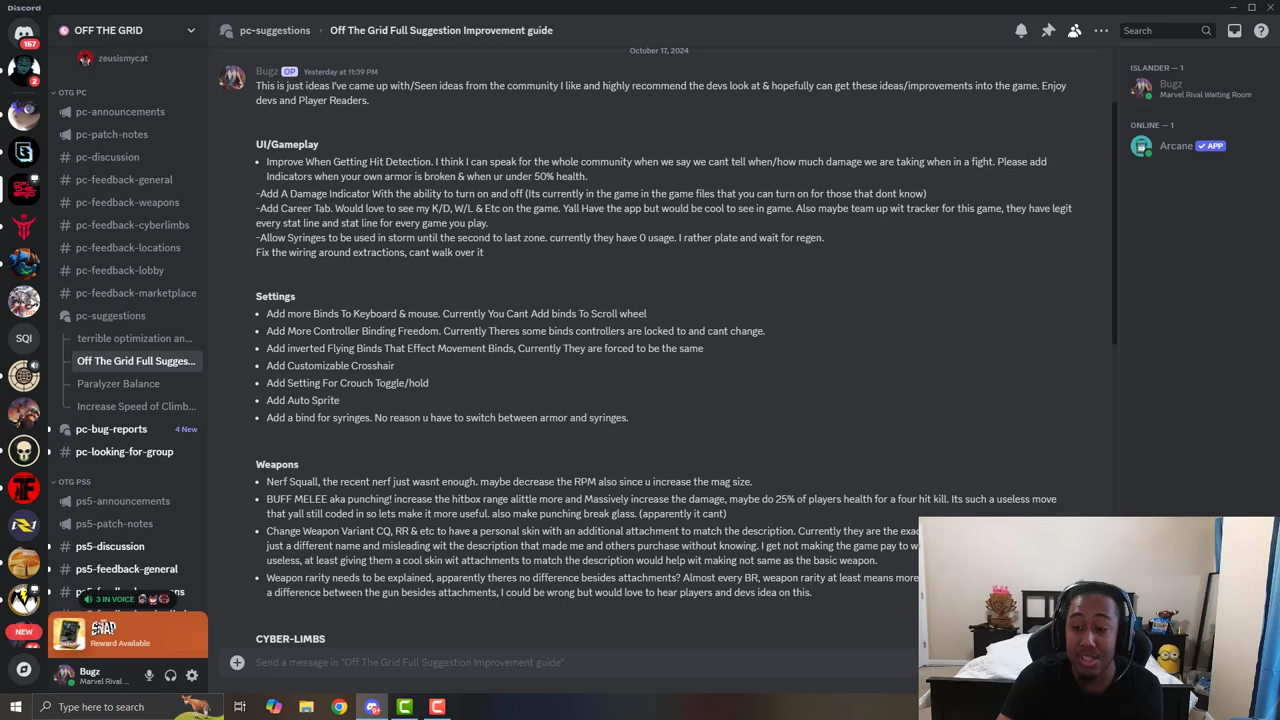 Discord
OFF THE GRID
pc-suggestions › Off The Grid Full Suggestion Improvement guide
Search
157
2
zeusismycat
OTG PC
pc-announcements
pc-patch-notes
pc-discussion
pc-feedback-general
pc-feedback-weapons
pc-feedback-cyberlimbs
pc-feedback-locations
pc-feedback-lobby
pc-feedback-marketplace
pc-suggestions
terrible optimization an...
Off The Grid Full Sugges...
Paralyzer Balance
Increase Speed of Climb...
pc-bug-reports 4 New
pc-looking-for-group
OTG PS5
ps5-announcements
ps5-patch-notes
ps5-discussion
ps5-feedback-general
3 IN VOICE
SNAP
Reward Available
Bugz
Marvel Rival ...
SQI
NEW
October 17, 2024
Bugz OP Yesterday at 11:39 PM
This is just ideas I've came up with/Seen ideas from the community I like and highly recommend the devs look at & hopefully can get these ideas/improvements into the game. Enjoy
devs and Player Readers.
UI/Gameplay
• Improve When Getting Hit Detection. I think I can speak for the whole community when we say we cant tell when/how much damage we are taking when in a fight. Please add
Indicators when your own armor is broken & when ur under 50% health.
-Add A Damage Indicator With the ability to turn on and off (Its currently in the game in the game files that you can turn on for those that dont know)
-Add Career Tab. Would love to see my K/D, W/L & Etc on the game. Yall Have the app but would be cool to see in game. Also maybe team up wit tracker for this game, they have legit
every stat line and stat line for every game you play.
-Allow Syringes to be used in storm until the second to last zone. currently they have 0 usage. I rather plate and wait for regen.
Fix the wiring around extractions, cant walk over it
Settings
• Add more Binds To Keyboard & mouse. Currently You Cant Add binds To Scroll wheel
• Add More Controller Binding Freedom. Currently Theres some binds controllers are locked to and cant change.
• Add inverted Flying Binds That Effect Movement Binds, Currently They are forced to be the same
• Add Customizable Crosshair
• Add Setting For Crouch Toggle/hold
• Add Auto Sprite
• Add a bind for syringes. No reason u have to switch between armor and syringes.
Weapons
• Nerf Squall, the recent nerf just wasnt enough. maybe decrease the RPM also since u increase the mag size.
• BUFF MELEE aka punching! increase the hitbox range alittle more and Massively increase the damage, maybe do 25% of players health for a four hit kill. Its such a useless move
that yall still coded in so lets make it more useful. also make punching break glass. (apparently it cant)
• Change Weapon Variant CQ, RR & etc to have a personal skin with an additional attachment to match the description. Currently they are the exac
just a different name and misleading wit the description that made me and others purchase without knowing. I get not making the game pay to w
useless, at least giving them a cool skin wit attachments to match the description would help wit making not same as the basic weapon.
• Weapon rarity needs to be explained, apparently theres no difference besides attachments? Almost every BR, weapon rarity at least means more
a difference between the gun besides attachments, I could be wrong but would love to hear players and devs idea on this.
CYBER-LIMBS
Send a message in "Off The Grid Full Suggestion Improvement guide"
ISLANDER — 1
Bugz
Marvel Rival Waiting Room
ONLINE — 1
Arcane APP
Type here to search